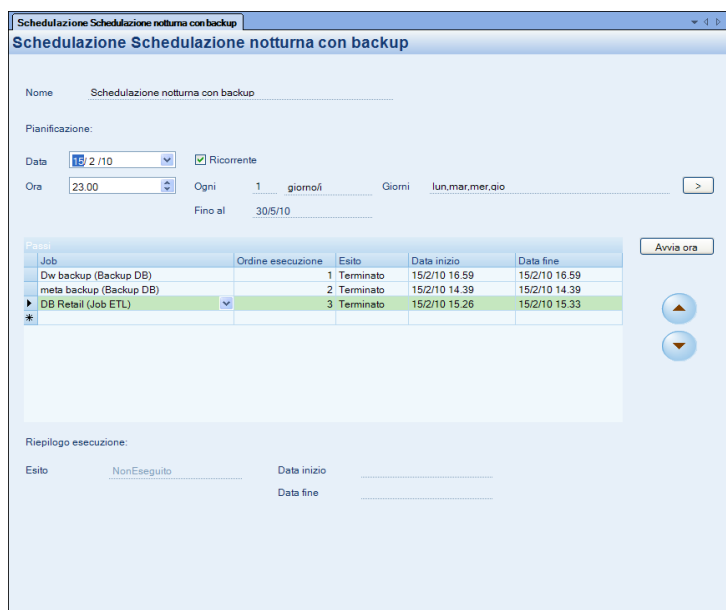 Schedulazione Schedulazione notturna con backup
Schedulazione Schedulazione notturna con backup
Nome Schedulazione notturna con backup
Pianificazione:
Data 15/ 2 /10 Ricorrente
Ora 23.00 Ogni 1 giorno/i Giorni lun,mar,mer,gio >
Fino al 30/5/10
Passi Avvia ora
Job Ordine esecuzione Esito Data inizio Data fine
Dw backup (Backup DB) 1 Terminato 15/2/10 16.59 15/2/10 16.59
meta backup (Backup DB) 2 Terminato 15/2/10 14.39 15/2/10 14.39
DB Retail (Job ETL) 3 Terminato 15/2/10 15.26 15/2/10 15.33
Riepilogo esecuzione:
Esito NonEseguito Data inizio
Data fine